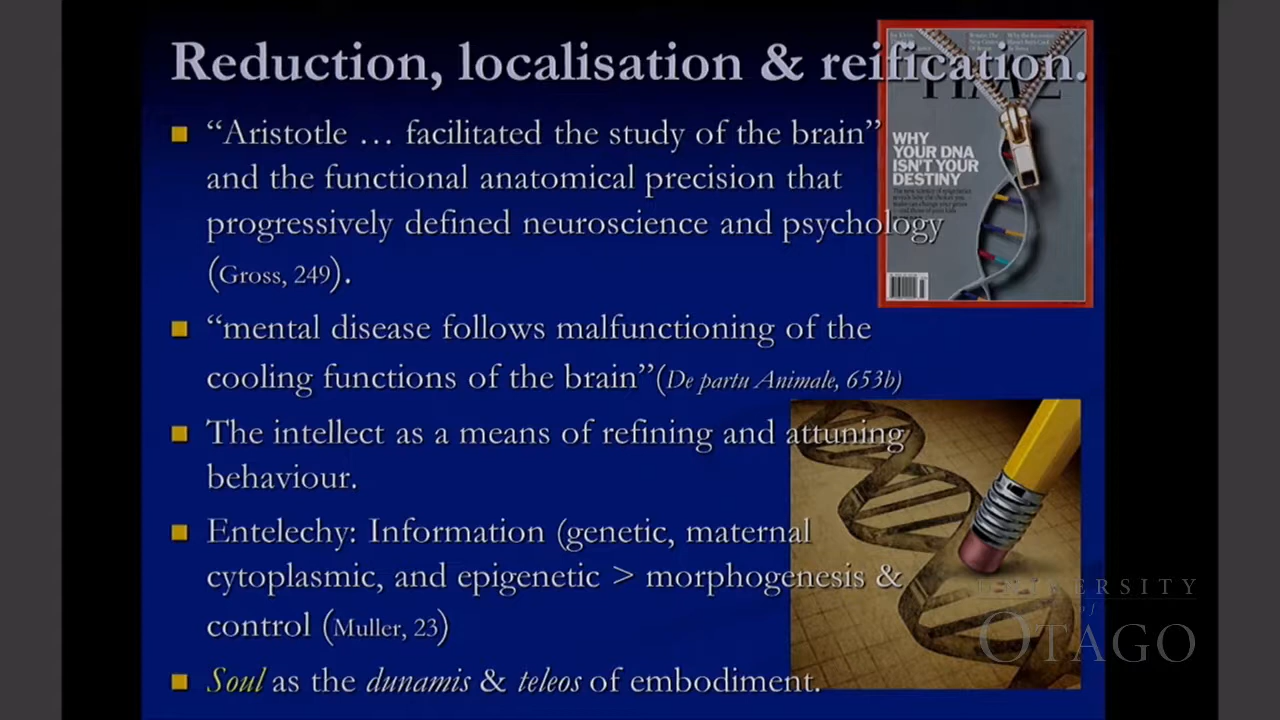 Reduction, localisation & reification.
“Aristotle … facilitated the study of the brain”
and the functional anatomical precision that
progressively defined neuroscience and psychology
(Gross, 249).
“mental disease follows malfunctioning of the
cooling functions of the brain”(De partu Animale, 653b)
The intellect as a means of refining and attuning
behaviour.
Entelechy: Information (genetic, maternal
cytoplasmic, and epigenetic > morphogenesis &
control (Muller, 23)
Soul as the dunamis & teleos of embodiment.
TIME
WHY
YOUR DNA
ISN'T YOUR
DESTINY
UNIVERSITY
of
OTAGO